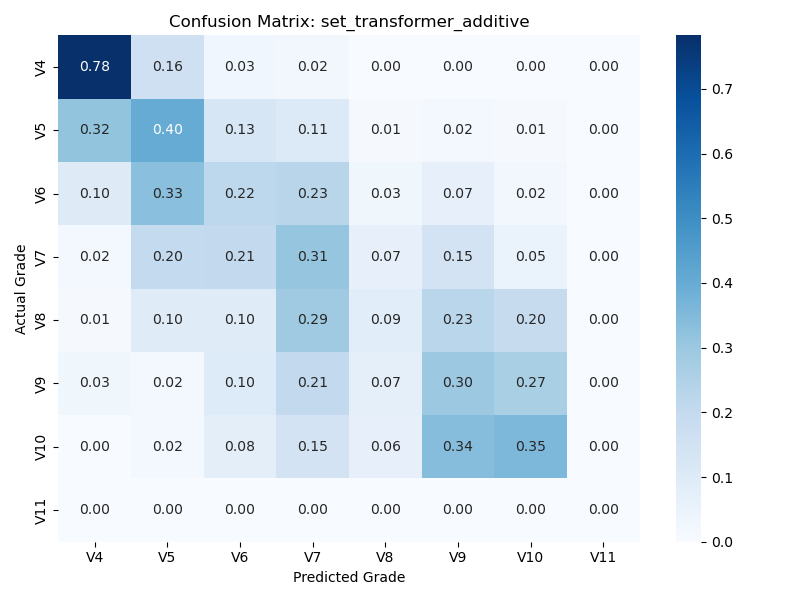 Confusion Matrix: set_transformer_additive
V4 0.78 0.16 0.03 0.02 0.00 0.00 0.00 0.00
V5 0.32 0.40 0.13 0.11 0.01 0.02 0.01 0.00
V6 0.10 0.33 0.22 0.23 0.03 0.07 0.02 0.00
V7 0.02 0.20 0.21 0.31 0.07 0.15 0.05 0.00
V8 0.01 0.10 0.10 0.29 0.09 0.23 0.20 0.00
V9 0.03 0.02 0.10 0.21 0.07 0.30 0.27 0.00
V10 0.00 0.02 0.08 0.15 0.06 0.34 0.35 0.00
V11 0.00 0.00 0.00 0.00 0.00 0.00 0.00 0.00
V4 V5 V6 V7 V8 V9 V10 V11
Predicted Grade
Actual Grade
0.7
0.6
0.5
0.4
0.3
0.2
0.1
0.0